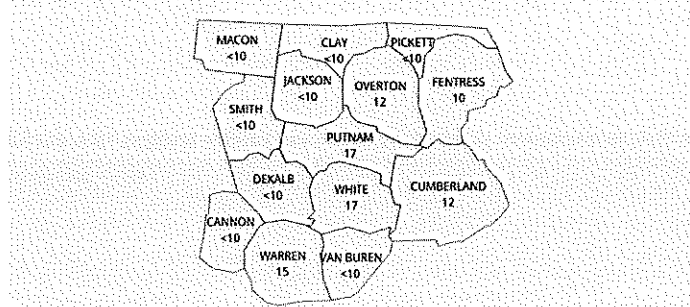 MACON
<10
CLAY
<10
PICKETT
<10
JACKSON
<10
OVERTON
12
FENTRESS
10
SMITH
<10
PUTNAM
17
DEKALB
<10
WHITE
17
CUMBERLAND
12
CANNON
<10
WARREN
15
VAN BUREN
<10